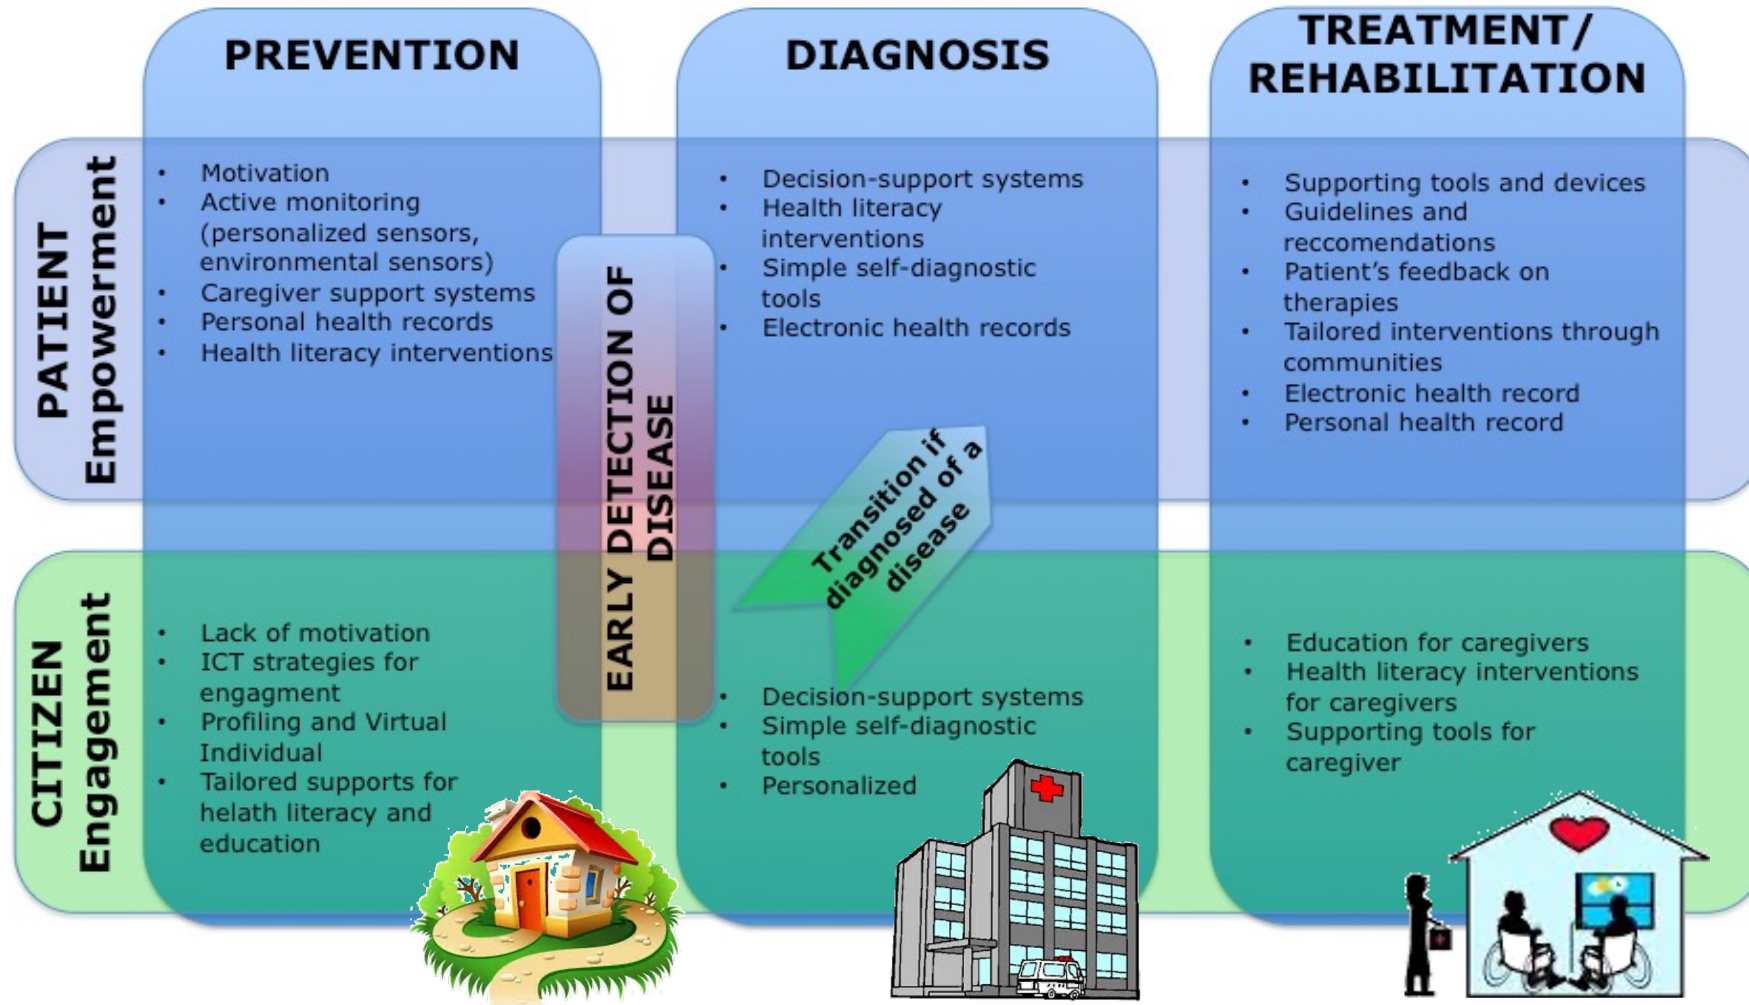 PREVENTION
DIAGNOSIS
TREATMENT/
REHABILITATION
PATIENT
Empowerment
• Motivation
• Active monitoring
(personalized sensors,
environmental sensors)
• Caregiver support systems
• Personal health records
• Health literacy interventions
• Decision-support systems
• Health literacy
interventions
• Simple self-diagnostic
tools
• Electronic health records
• Supporting tools and devices
• Guidelines and
reccomendations
• Patient's feedback on
therapies
• Tailored interventions through
communities
• Electronic health record
• Personal health record
EARLY DETECTION OF
DISEASE
Transition if
diagnosed of a
disease
CITIZEN
Engagement
• Lack of motivation
• ICT strategies for
engagment
• Profiling and Virtual
Individual
• Tailored supports for
helath literacy and
education
• Decision-support systems
• Simple self-diagnostic
tools
• Personalized
• Education for caregivers
• Health literacy interventions
for caregivers
• Supporting tools for
caregiver